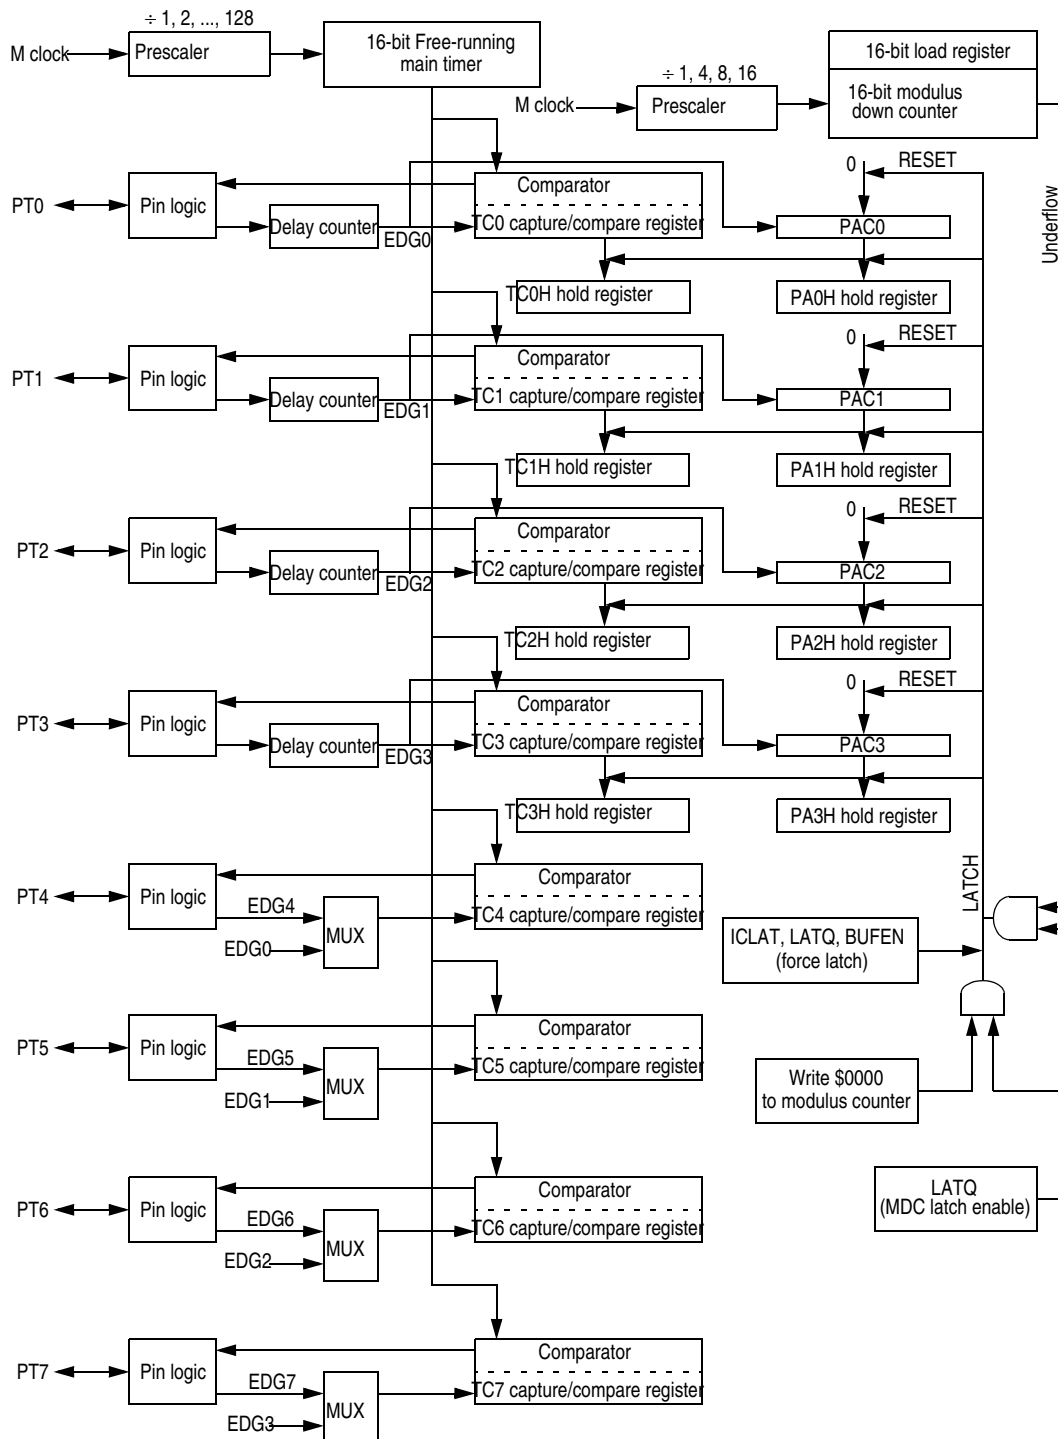 ÷ 1, 2, ..., 128
M clock
Prescaler
16-bit Free-running
main timer
÷ 1, 4, 8, 16
M clock
Prescaler
16-bit load register
16-bit modulus
down counter
Underflow
PT0
Pin logic
Delay counter
EDG0
Comparator
TC0 capture/compare register
TC0H hold register
0
RESET
PAC0
PA0H hold register
PT1
Pin logic
Delay counter
EDG1
Comparator
TC1 capture/compare register
TC1H hold register
0
RESET
PAC1
PA1H hold register
PT2
Pin logic
Delay counter
EDG2
Comparator
TC2 capture/compare register
TC2H hold register
0
RESET
PAC2
PA2H hold register
PT3
Pin logic
Delay counter
EDG3
Comparator
TC3 capture/compare register
TC3H hold register
0
RESET
PAC3
PA3H hold register
LATCH
PT4
Pin logic
EDG4
EDG0
MUX
Comparator
TC4 capture/compare register
ICLAT, LATQ, BUFEN
(force latch)
PT5
Pin logic
EDG5
EDG1
MUX
Comparator
TC5 capture/compare register
Write $0000
to modulus counter
PT6
Pin logic
EDG6
EDG2
MUX
Comparator
TC6 capture/compare register
LATQ
(MDC latch enable)
PT7
Pin logic
EDG7
EDG3
MUX
Comparator
TC7 capture/compare register